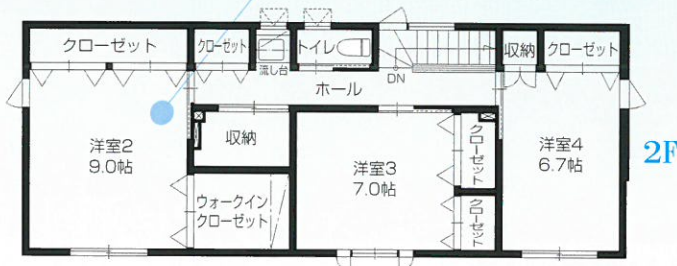 クローゼット
クローゼット
流し台
トイレ
DN
収納
クローゼット
ホール
洋室2
9.0帖
収納
ウォークイン
クローゼット
洋室3
7.0帖
クローゼット
クローゼット
洋室4
6.7帖
2F